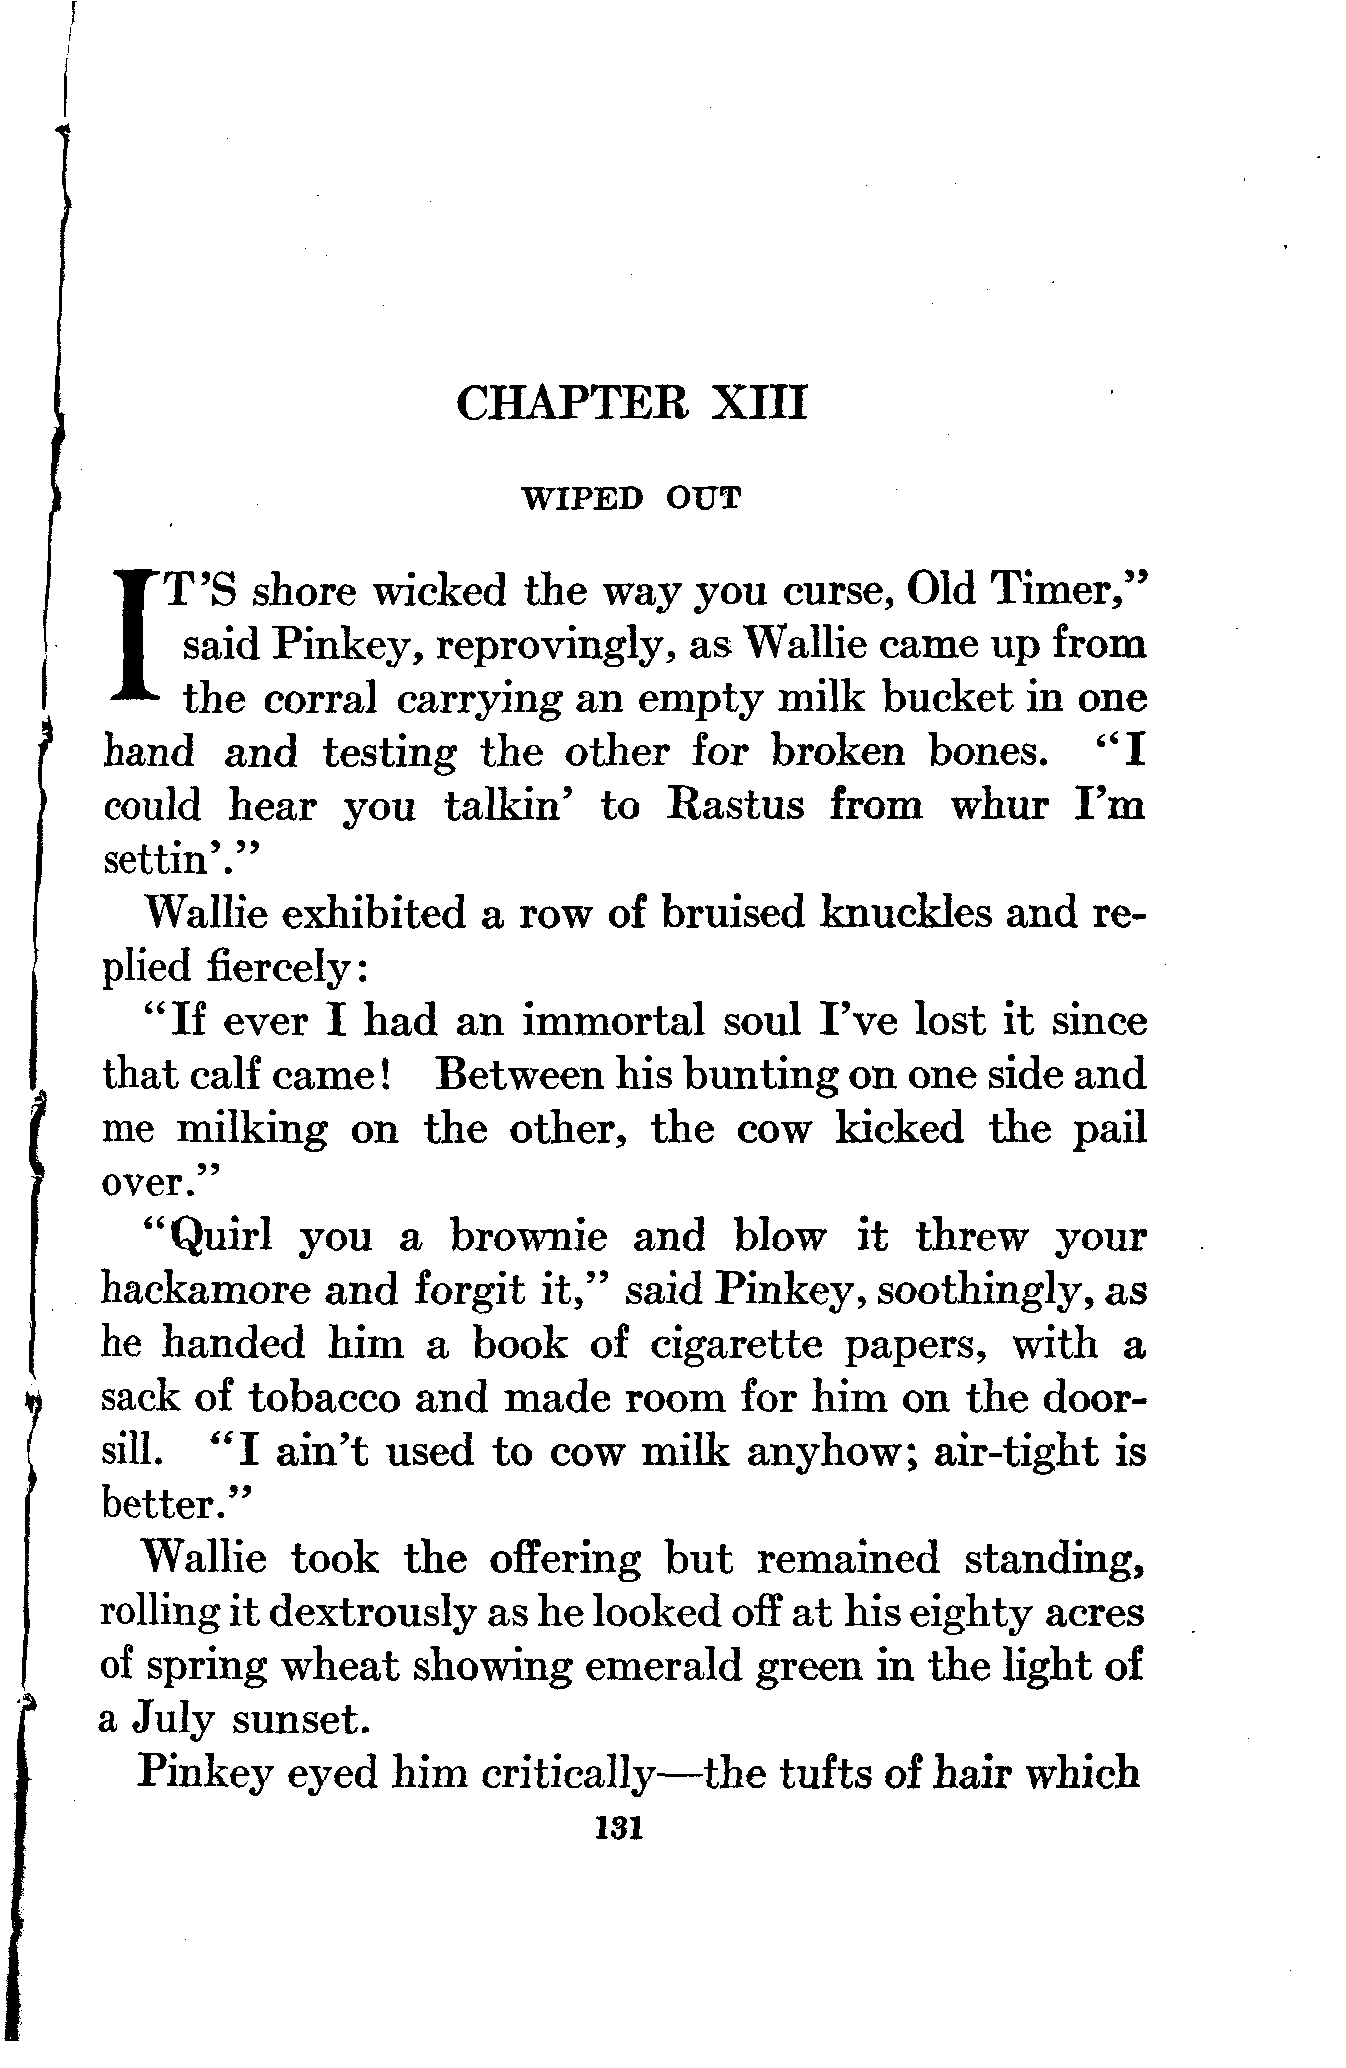 CHAPTER XIII
WIPED OUT
IT'S shore wicked the way you curse, Old Timer,”
said Pinkey, reprovingly, as Wallie came up from
the corral carrying an empty milk bucket in one
hand and testing the other for broken bones. “I
could hear you talkin’ to Rastus from whur I’m
settin’.”
Wallie exhibited a row of bruised knuckles and re-
plied fiercely:
“If ever I had an immortal soul I’ve lost it since
that calf came! Between his bunting on one side and
me milking on the other, the cow kicked the pail
over.”
“Quirl you a brownie and blow it threw your
hackamore and forgit it,” said Pinkey, soothingly, as
he handed him a book of cigarette papers, with a
sack of tobacco and made room for him on the door-
sill. “I ain’t used to cow milk anyhow; air-tight is
better.”
Wallie took the offering but remained standing,
rolling it dextrously as he looked off at his eighty acres
of spring wheat showing emerald green in the light of
a July sunset.
Pinkey eyed him critically—the tufts of hair which
131